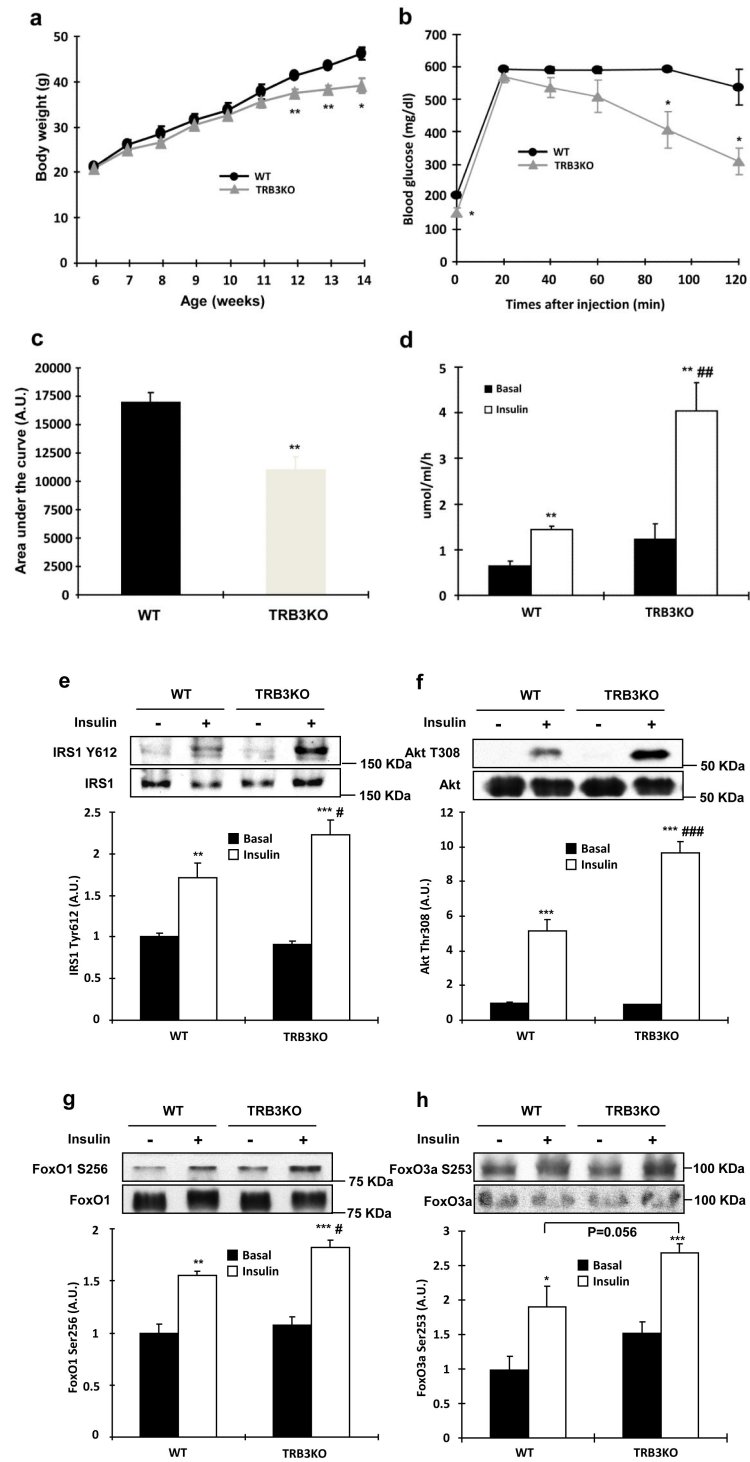 a
Body weight (g)
50
40
30
20
10
0
6 7 8 9 10 11 12 13 14
Age (weeks)
WT
TRB3KO
** ** *
b
Blood glucose (mg/dl)
700
600
500
400
300
200
100
0
0 20 40 60 80 100 120
Times after injection (min)
WT
TRB3KO
*
*
*
c
Area under the curve (A.U.)
20000
17500
15000
12500
10000
7500
5000
2500
0
**
WT TRB3KO
d
umol/ml/h
5
4
3
2
1
0
Basal
Insulin
**
** ##
WT TRB3KO
e
WT TRB3KO
Insulin - + - +
IRS1 Y612
150 KDa
IRS1
150 KDa
IRS1 Tyr612 (A.U.)
2.5
2
1.5
1
0.5
0
Basal
Insulin
**
*** #
WT TRB3KO
f
WT TRB3KO
Insulin - + - +
Akt T308
50 KDa
Akt
50 KDa
Akt Thr308 (A.U.)
12
10
8
6
4
2
0
Basal
Insulin
***
*** ###
WT TRB3KO
g
WT TRB3KO
Insulin - + - +
FoxO1 S256
75 KDa
FoxO1
75 KDa
FoxO1 Ser256 (A.U.)
2
1.5
1
0.5
0
Basal
Insulin
**
*** #
WT TRB3KO
h
WT TRB3KO
Insulin - + - +
FoxO3a S253
100 KDa
FoxO3a
100 KDa
FoxO3a Ser253 (A.U.)
3
2.5
2
1.5
1
0.5
0
P=0.056
Basal
Insulin
*
***
WT TRB3KO